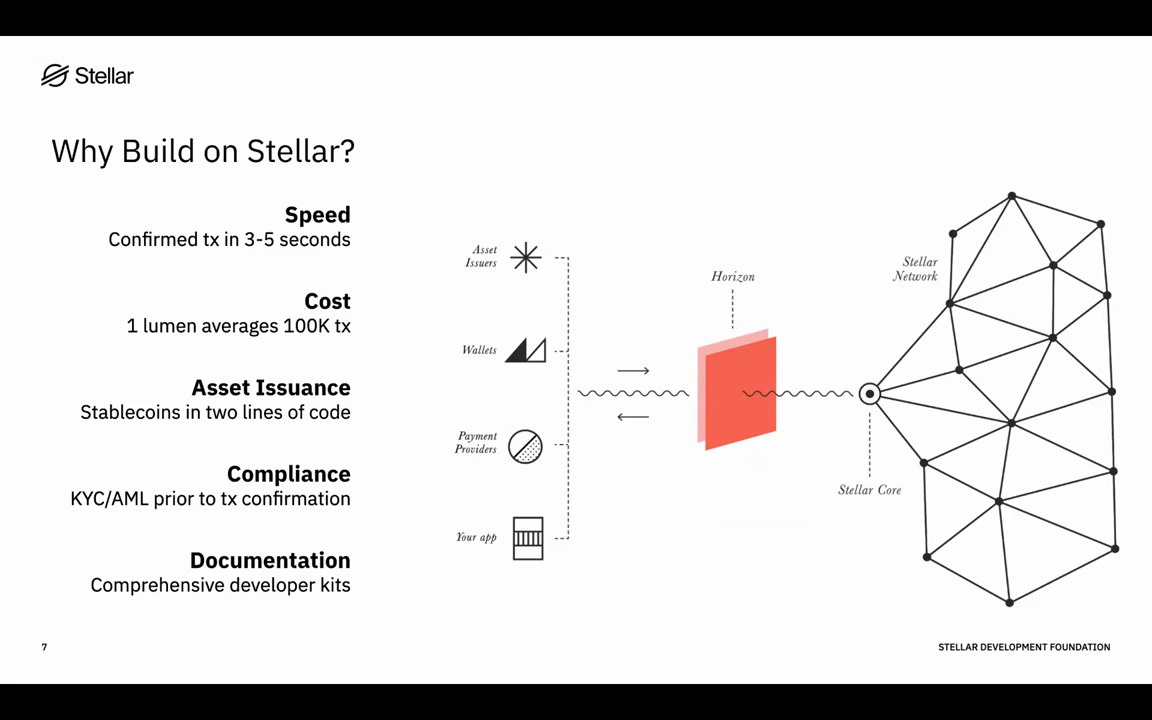 Stellar
Why Build on Stellar?
Speed
Confirmed tx in 3-5 seconds
Cost
1 lumen averages 100K tx
Asset Issuance
Stablecoins in two lines of code
Compliance
KYC/AML prior to tx confirmation
Documentation
Comprehensive developer kits
Asset
Issuers
Wallets
Payment
Providers
Your app
Horizon
Stellar
Network
Stellar Core
7
STELLAR DEVELOPMENT FOUNDATION